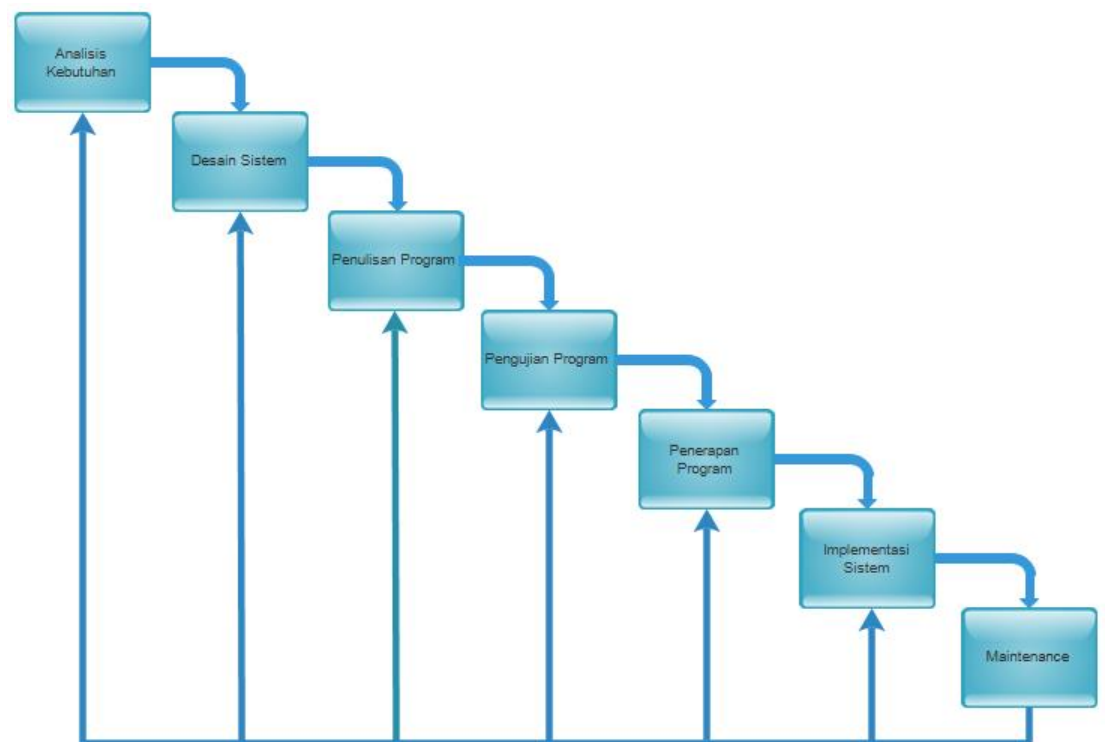 Analisis
Kebutuhan
Desain Sistem
Penulisan Program
Pengujian Program
Penerapan
Program
Implementasi
Sistem
Maintenance